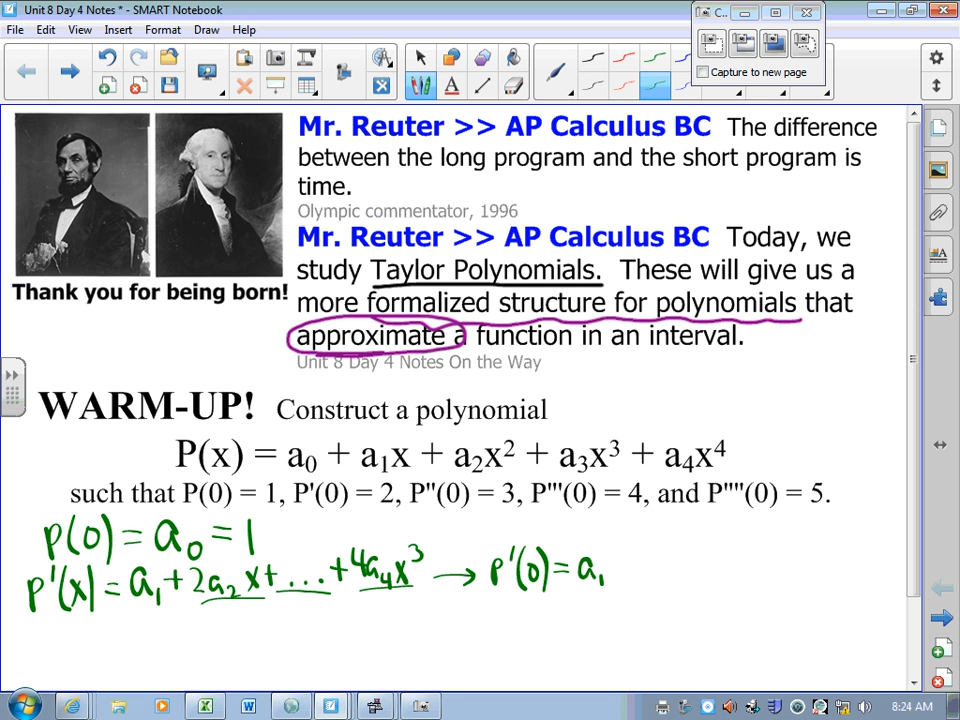 Unit 8 Day 4 Notes * - SMART Notebook
C..
File Edit View Insert Format Draw Help
Capture to new page
Mr. Reuter >> AP Calculus BC The difference
between the long program and the short program is
time.
Olympic commentator, 1996
Mr. Reuter >> AP Calculus BC Today, we
study Taylor Polynomials. These will give us a
more formalized structure for polynomials that
approximate a function in an interval.
Unit 8 Day 4 Notes On the Way
Thank you for being born!
WARM-UP! Construct a polynomial
P(x) = a₀ + a₁x + a₂x² + a₃x³ + a₄x⁴
such that P(0) = 1, P'(0) = 2, P''(0) = 3, P'''(0) = 4, and P''''(0) = 5.
P(0) = a₀ = 1
P'(x) = a₁ + 2a₂x + ... + 4a₄x³ → P'(0) = a₁
8:24 AM